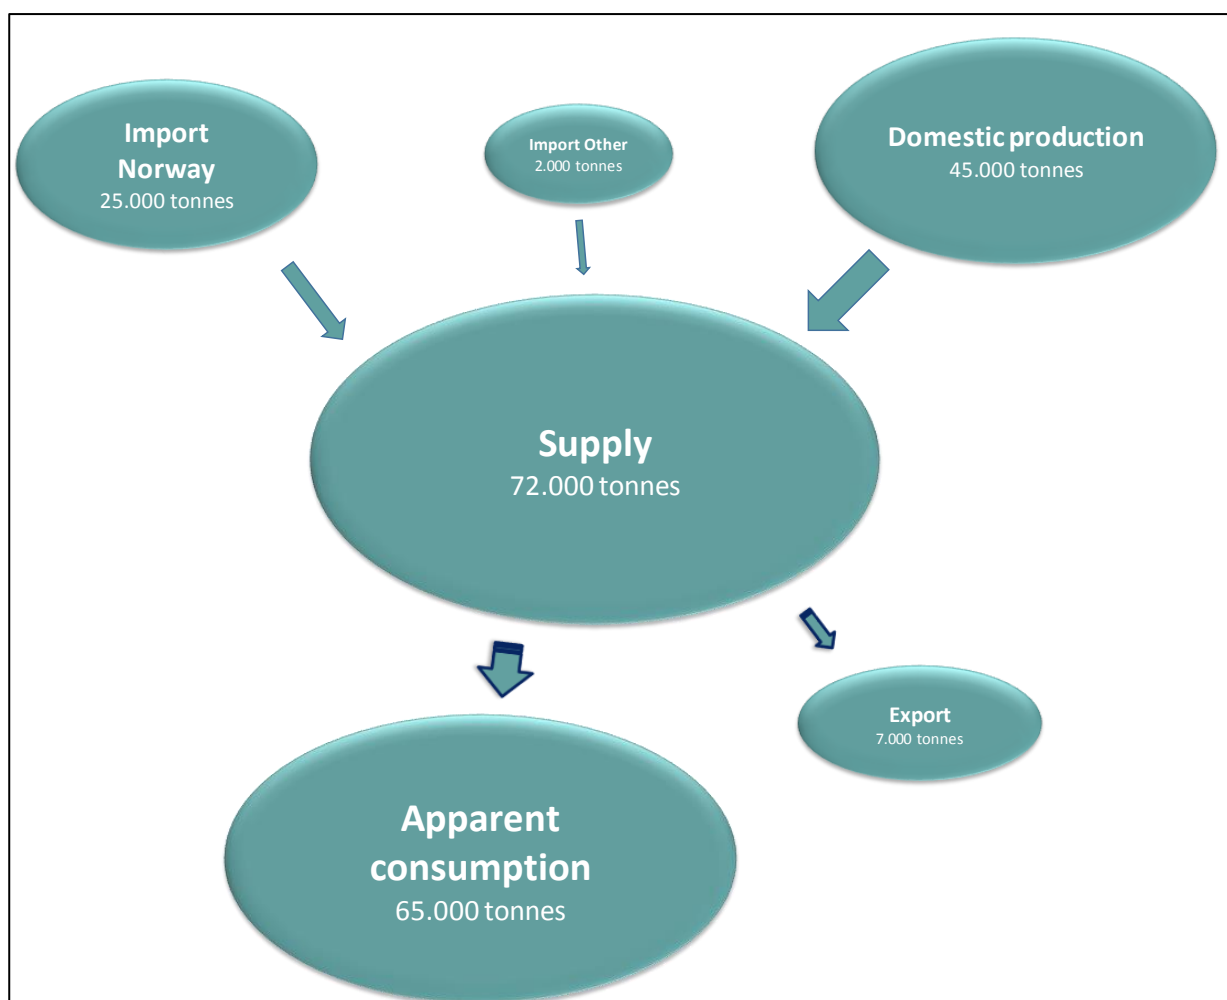 Import
Norway
25.000 tonnes
Import Other
2.000 tonnes
Domestic production
45.000 tonnes
Supply
72.000 tonnes
Export
7.000 tonnes
Apparent
consumption
65.000 tonnes